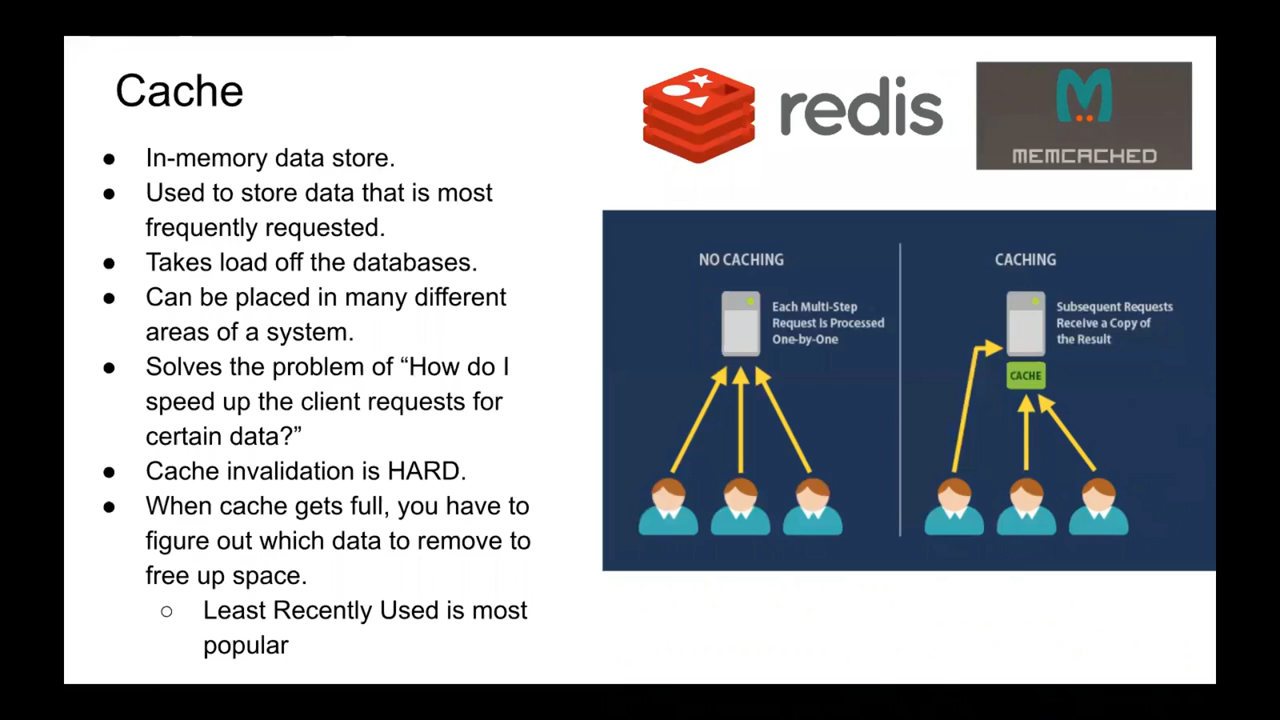 Cache
● In-memory data store.
● Used to store data that is most
frequently requested.
● Takes load off the databases.
● Can be placed in many different
areas of a system.
● Solves the problem of “How do I
speed up the client requests for
certain data?”
● Cache invalidation is HARD.
● When cache gets full, you have to
figure out which data to remove to
free up space.
○ Least Recently Used is most
popular
redis
MEMCACHED
NO CACHING
Each Multi-Step
Request is Processed
One-by-One
CACHING
Subsequent Requests
Receive a Copy of
the Result
CACHE